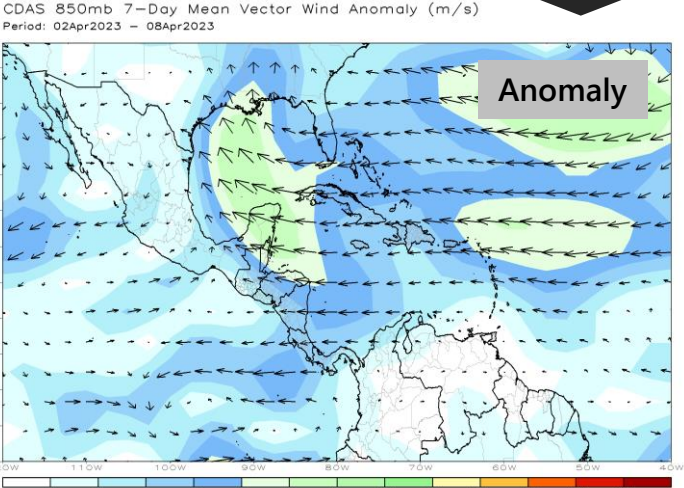 CDAS 850mb 7-Day Mean Vector Wind Anomaly (m/s)
Period: 02Apr2023 - 08Apr2023
Anomaly
110W 100W 90W 80W 70W 60W 50W 40W